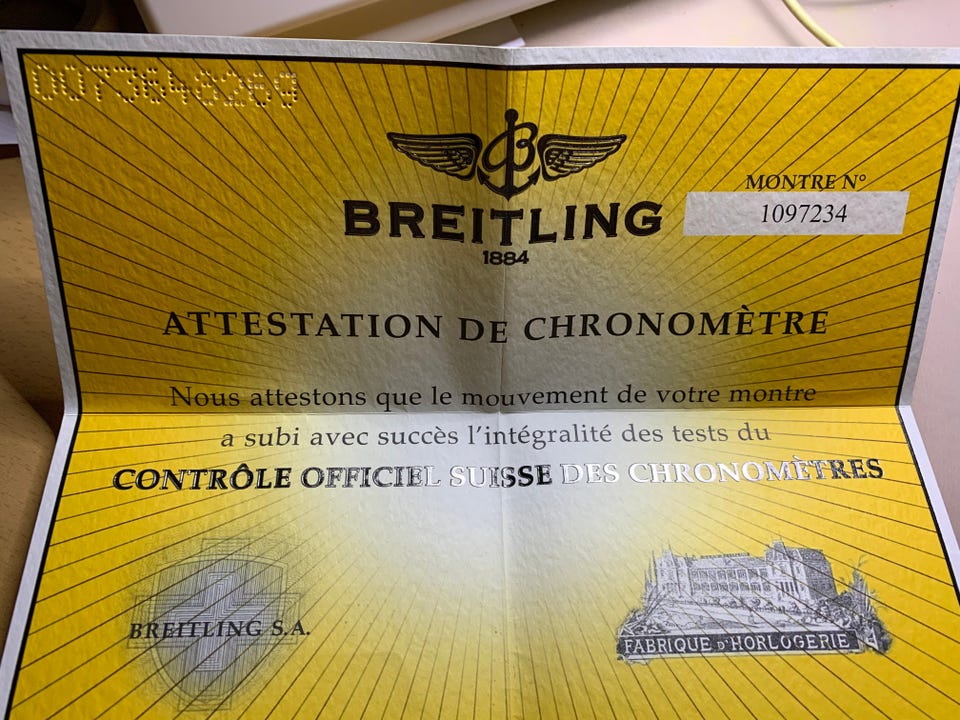 0073648269
MONTRE N°
1097234
BREITLING
1884
ATTESTATION DE CHRONOMÈTRE
Nous attestons que le mouvement de votre montre
a subi avec succès l'intégralité des tests du
CONTRÔLE OFFICIEL SUISSE DES CHRONOMÈTRES
BREITLING S.A.
FABRIQUE D'HORLOGERIE